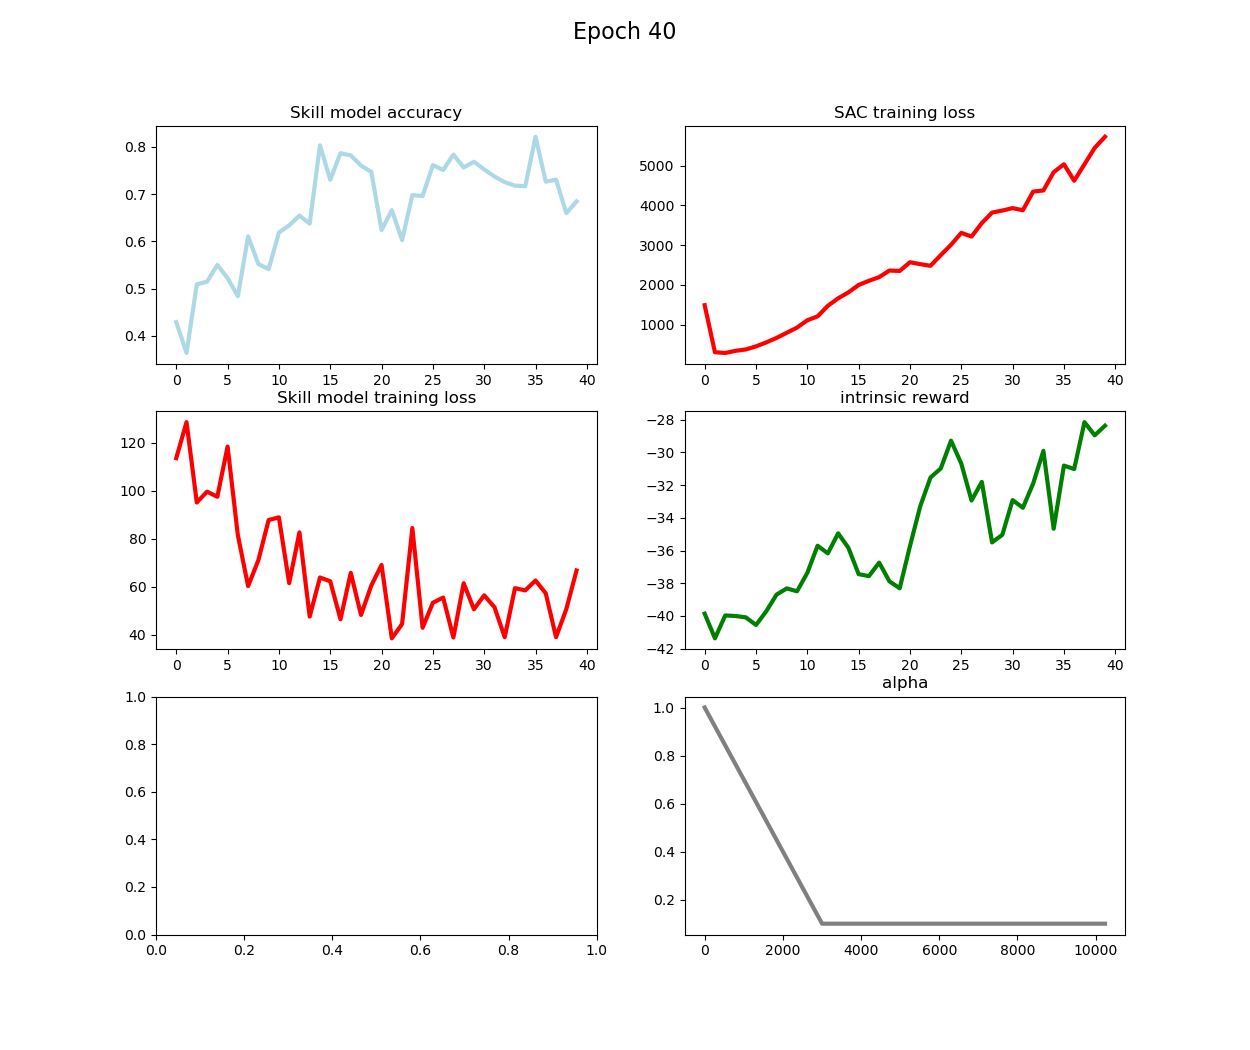 Epoch 40
Skill model accuracy
0.8
0.7
0.6
0.5
0.4
0 5 10 15 20 25 30 35 40
SAC training loss
5000
4000
3000
2000
1000
0 5 10 15 20 25 30 35 40
Skill model training loss
120
100
80
60
40
0 5 10 15 20 25 30 35 40
intrinsic reward
−28
−30
−32
−34
−36
−38
−40
−42
0 5 10 15 20 25 30 35 40
1.0
0.8
0.6
0.4
0.2
0.0
0.0 0.2 0.4 0.6 0.8 1.0
alpha
1.0
0.8
0.6
0.4
0.2
0 2000 4000 6000 8000 10000